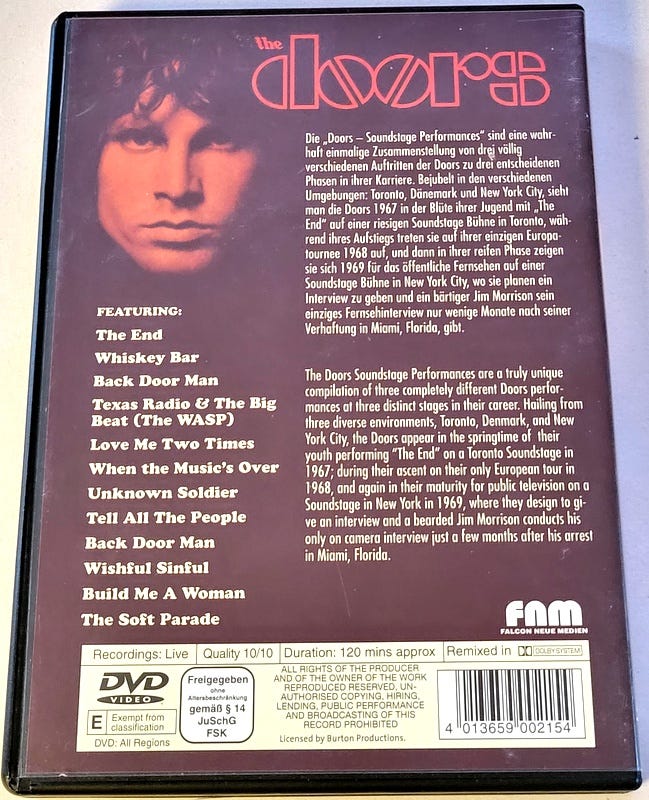 the doors
Die „Doors – Soundstage Performances“ sind eine wahr-
haft einmalige Zusammenstellung von drei völlig
verschiedenen Auftritten der Doors zu drei entscheidenen
Phasen in ihrer Karriere. Bejubelt in den verschiedenen
Umgebungen: Toronto, Dänemark und New York City, sieht
man die Doors 1967 in der Blüte ihrer Jugend mit „The
End“ auf einer riesigen Soundstage Bühne in Toronto, wäh-
rend ihres Aufstiegs treten sie auf ihrer einzigen Europa-
tournee 1968 auf, und dann in ihrer reifen Phase zeigen
sie sich 1969 für das öffentliche Fernsehen auf einer
Soundstage Bühne in New York City, wo sie planen ein
Interview zu geben und ein bärtiger Jim Morrison sein
einziges Fernsehinterview nur wenige Monate nach seiner
Verhaftung in Miami, Florida, gibt.
FEATURING:
The End
Whiskey Bar
Back Door Man
Texas Radio & The Big
Beat (The WASP)
Love Me Two Times
When the Music's Over
Unknown Soldier
Tell All The People
Back Door Man
Wishful Sinful
Build Me A Woman
The Soft Parade
The Doors Soundstage Performances are a truly unique
compilation of three completely different Doors perfor-
mances at three distinct stages in their career. Hailing from
three diverse environments, Toronto, Denmark, and New
York City, the Doors appear in the springtime of their
youth performing "The End" on a Toronto Soundstage in
1967; during their ascent on their only European tour in
1968, and again in their maturity for public television on a
Soundstage in New York in 1969, where they design to gi-
ve an interview and a bearded Jim Morrison conducts his
only on camera interview just a few months after his arrest
in Miami, Florida.
FNM
FALCON NEUE MEDIEN
Recordings: Live
Quality 10/10
Duration: 120 mins approx
Remixed in DOLBY SYSTEM
DVD
VIDEO
E Exempt from
classification
DVD: All Regions
Freigegeben
ohne
Altersbeschränkung
gemäß § 14
JuSchG
FSK
ALL RIGHTS OF THE PRODUCER
AND OF THE OWNER OF THE WORK
REPRODUCED RESERVED, UN-
AUTHORISED COPYING, HIRING,
LENDING, PUBLIC PERFORMANCE
AND BROADCASTING OF THIS
RECORD PROHIBITED
Licensed by Burton Productions.
4 013659 002154